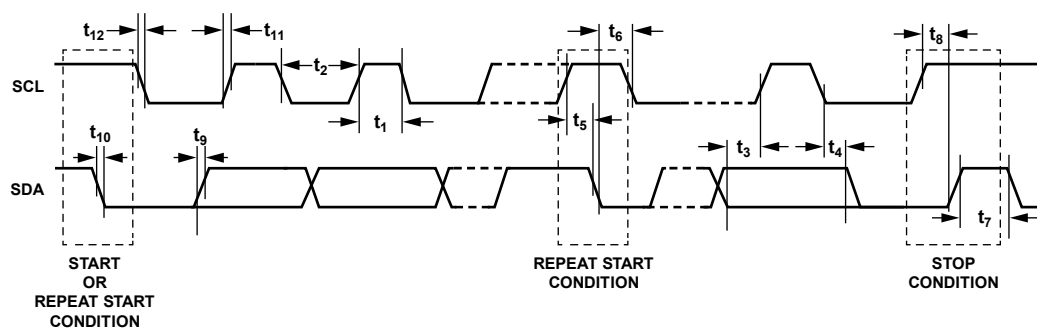 t12
t11
t6
t8
t2
SCL
t1
t5
t10
t9
t3
t4
SDA
t7
START
OR
REPEAT START
CONDITION
REPEAT START
CONDITION
STOP
CONDITION